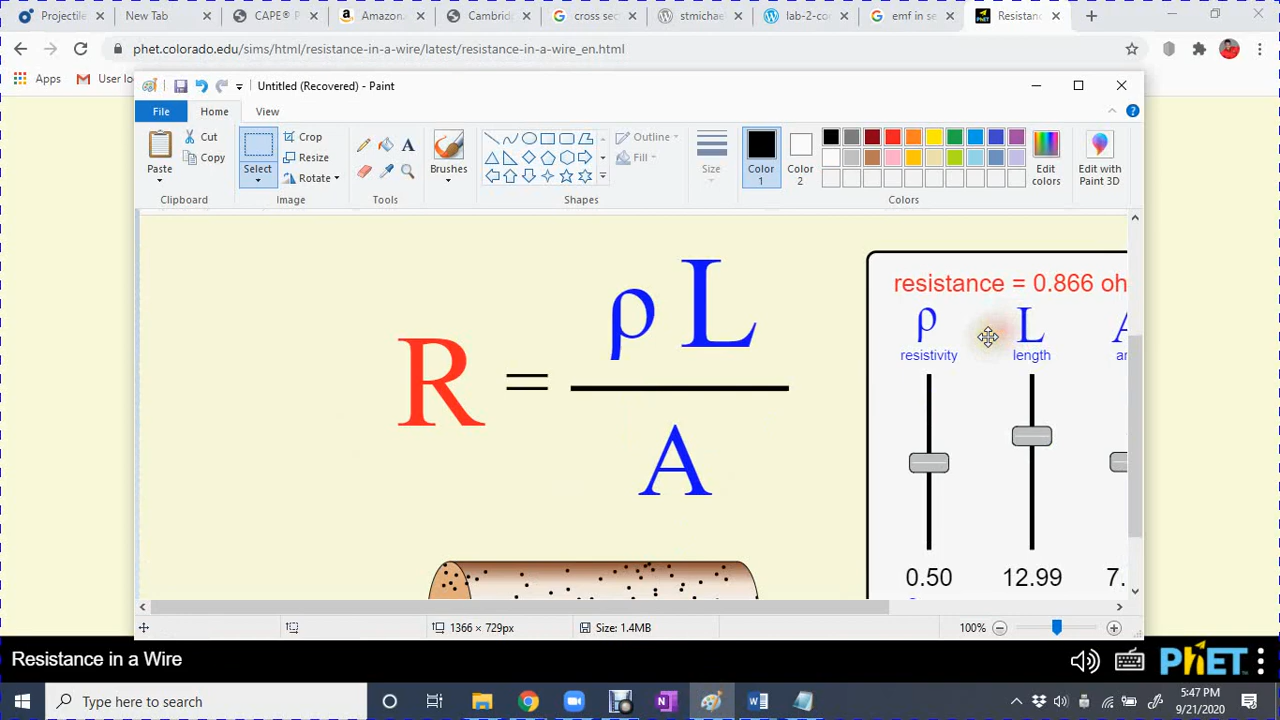 Projectile
New Tab
CAPE® P
Amazon.
Cambrid
cross se
stmichae
lab-2-co
emf in se
Resistanc
phet.colorado.edu/sims/html/resistance-in-a-wire/latest/resistance-in-a-wire_en.html
Apps
User lo
Untitled (Recovered) - Paint
File
Home
View
Paste
Cut
Copy
Clipboard
Select
Crop
Resize
Rotate
Image
A
Tools
Brushes
Outline
Fill
Shapes
Size
Color
1
Color
2
Edit
colors
Colors
Edit with
Paint 3D
R = ρ L
A
resistance = 0.866 oh
ρ L A
resistivity length ar
0.50 12.99 7.
1366 × 729px
Size: 1.4MB
100%
Resistance in a Wire
PhET
Type here to search
5:47 PM
9/21/2020